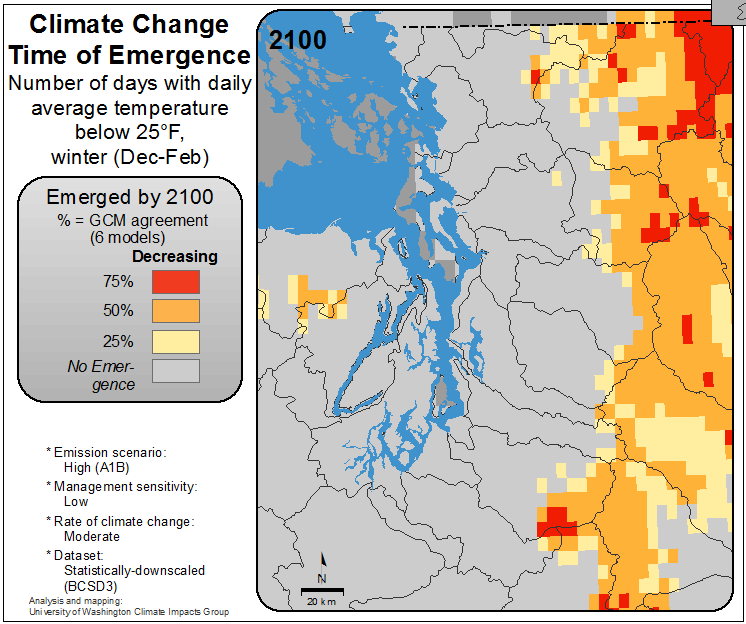 Climate Change
Time of Emergence
Number of days with daily
average temperature
below 25°F,
winter (Dec-Feb)
Emerged by 2100
% = GCM agreement
(6 models)
Decreasing
75%
50%
25%
No Emer-
gence
* Emission scenario:
High (A1B)
* Management sensitivity:
Low
* Rate of climate change:
Moderate
* Dataset:
Statistically-downscaled
(BCSD3)
Analysis and mapping:
University of Washington Climate Impacts Group
2100
N
20 km